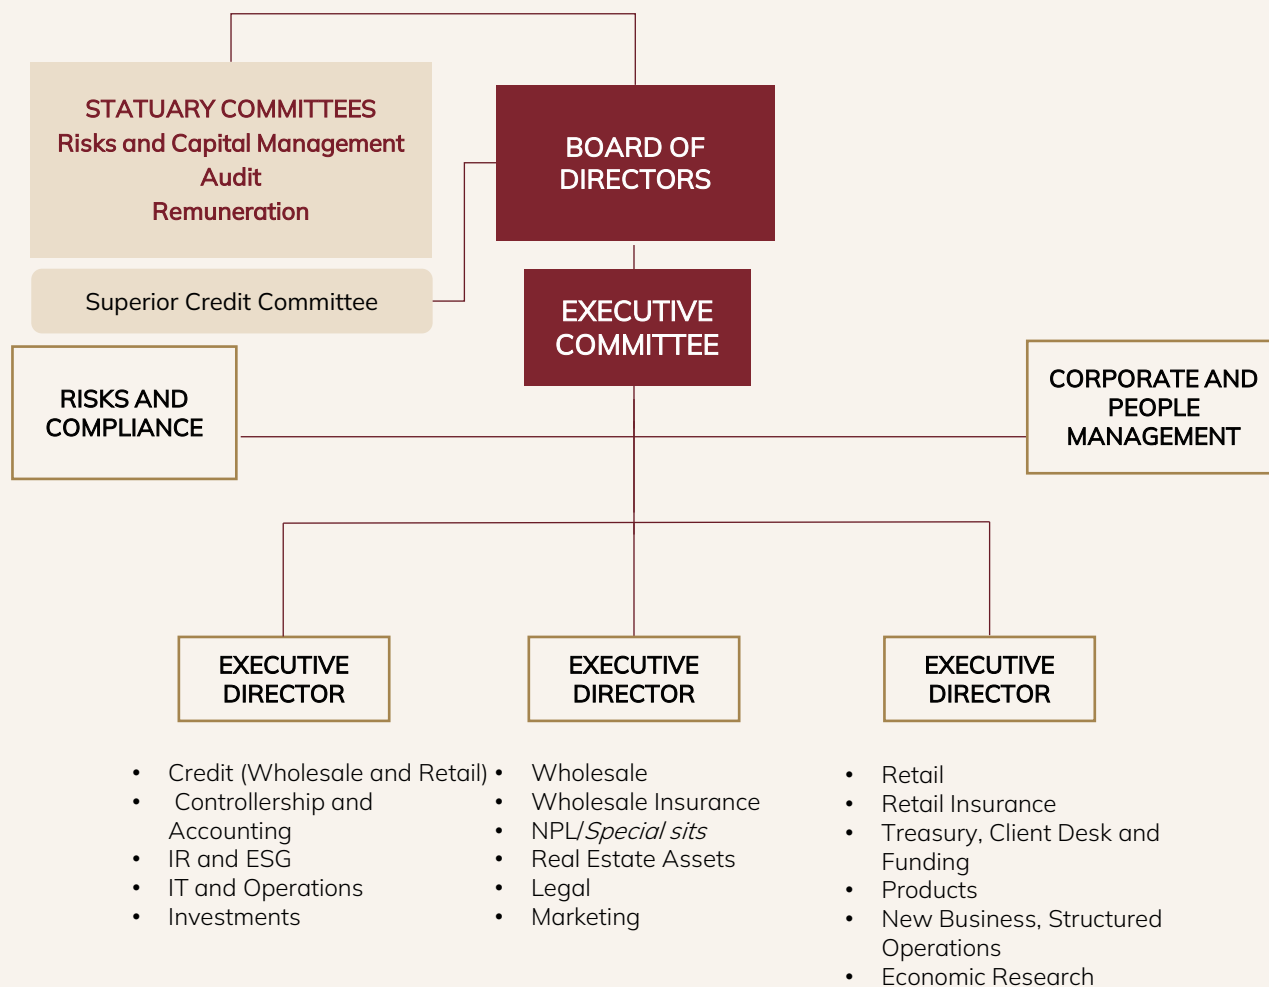 STATUARY COMMITTEES
Risks and Capital Management
Audit
Remuneration
BOARD OF
DIRECTORS
Superior Credit Committee
EXECUTIVE
COMMITTEE
RISKS AND
COMPLIANCE
CORPORATE AND
PEOPLE
MANAGEMENT
EXECUTIVE
DIRECTOR
• Credit (Wholesale and Retail)
• Controllership and
Accounting
• IR and ESG
• IT and Operations
• Investments
EXECUTIVE
DIRECTOR
• Wholesale
• Wholesale Insurance
• NPL/Special sits
• Real Estate Assets
• Legal
• Marketing
EXECUTIVE
DIRECTOR
• Retail
• Retail Insurance
• Treasury, Client Desk and
Funding
• Products
• New Business, Structured
Operations
• Economic Research